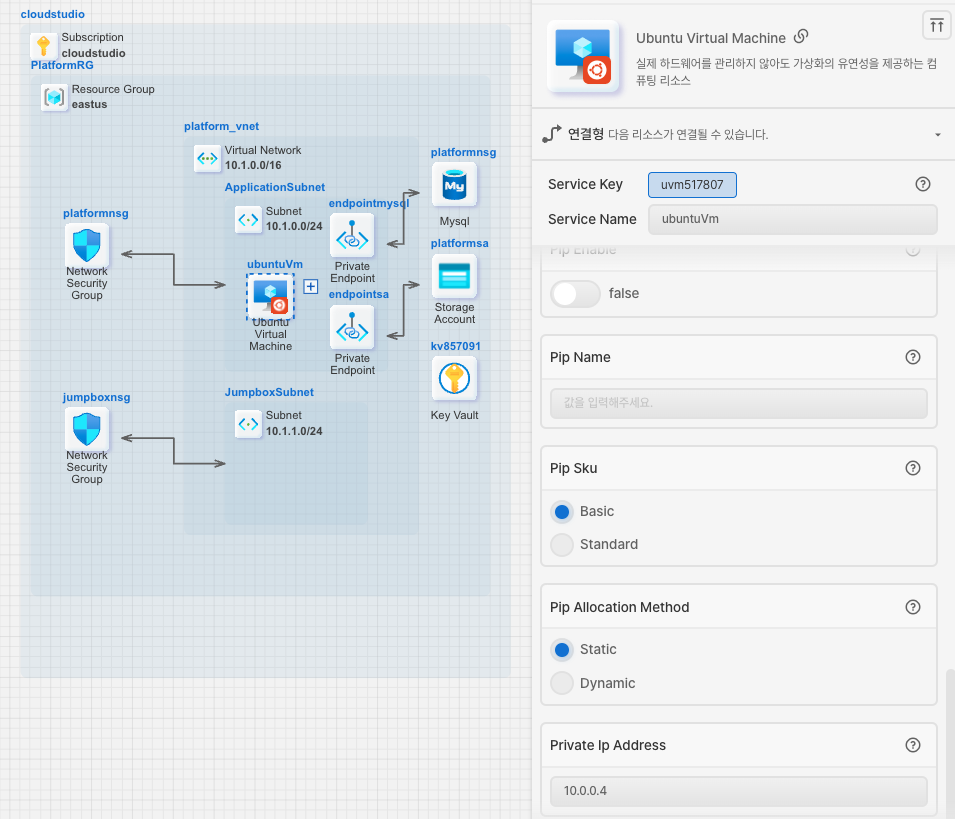 cloudstudio
Subscription
cloudstudio
PlatformRG
Resource Group
eastus
platform_vnet
Virtual Network
10.1.0.0/16
ApplicationSubnet
Subnet
10.1.0.0/24
endpointmysql
Private
Endpoint
platformnsg
Mysql
platformnsg
Network
Security
Group
ubuntuVm
Ubuntu
Virtual
Machine
endpointsa
Private
Endpoint
platformsa
Storage
Account
kv857091
Key Vault
jumpboxnsg
Network
Security
Group
JumpboxSubnet
Subnet
10.1.1.0/24
Ubuntu Virtual Machine
실제 하드웨어를 관리하지 않아도 가상화의 유연성을 제공하는 컴
퓨팅 리소스
연결형 다음 리소스가 연결될 수 있습니다.
Service Key
uvm517807
Service Name
ubuntuVm
Pip Enable
false
Pip Name
값을 입력해주세요.
Pip Sku
Basic
Standard
Pip Allocation Method
Static
Dynamic
Private Ip Address
10.0.0.4